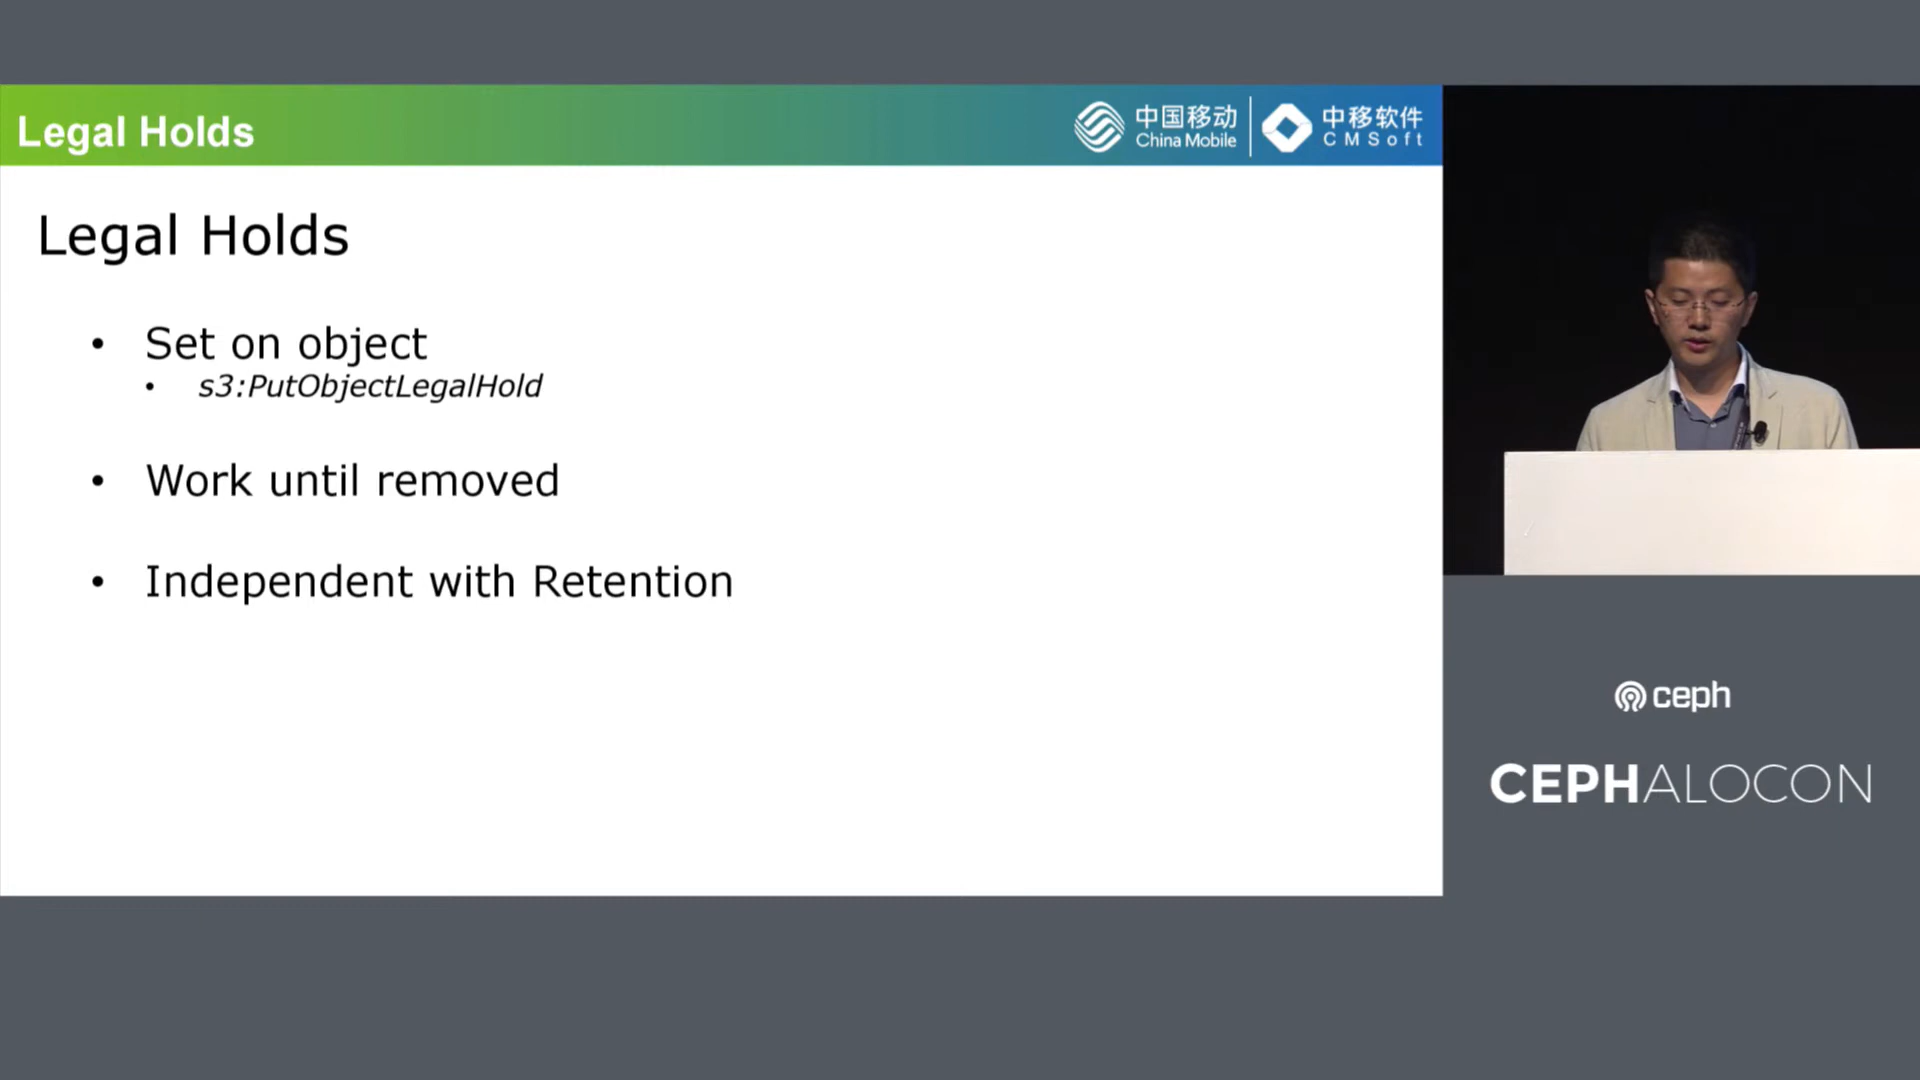 Legal Holds
中国移动
China Mobile
中移软件
CMSoft
Legal Holds
• Set on object
• s3:PutObjectLegalHold
• Work until removed
• Independent with Retention
ceph
CEPHALOCON